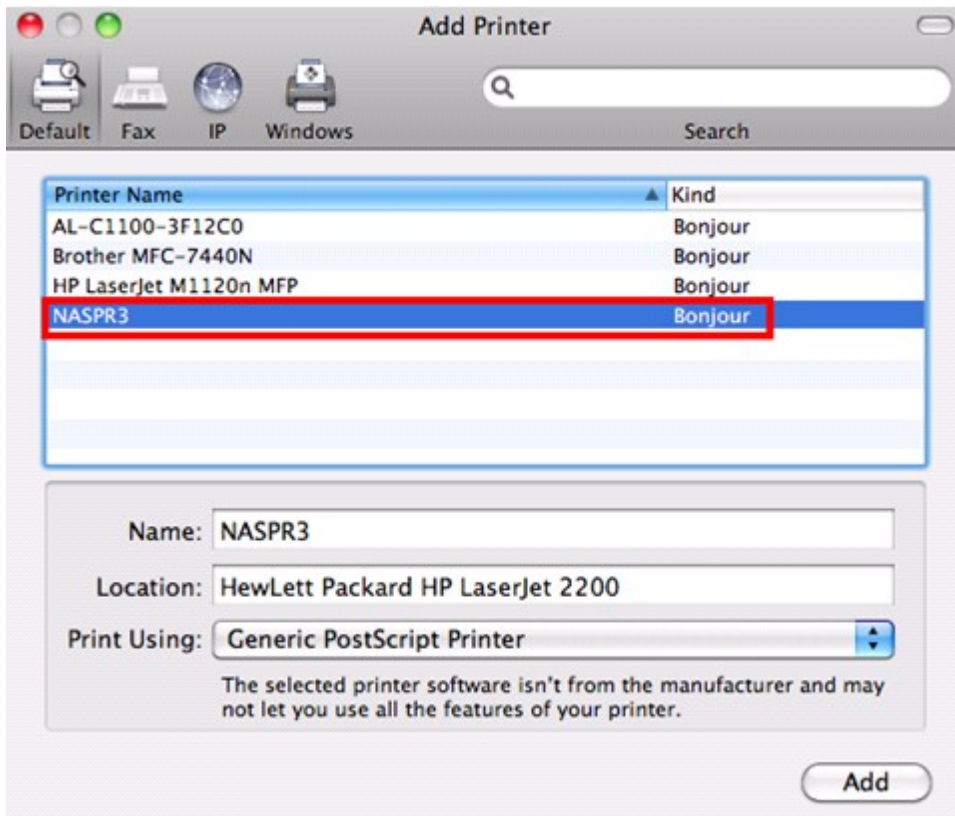 Add Printer
Default Fax IP Windows Search
Printer Name Kind
AL-C1100-3F12C0 Bonjour
Brother MFC-7440N Bonjour
HP LaserJet M1120n MFP Bonjour
NASPR3 Bonjour
Name: NASPR3
Location: HewLett Packard HP LaserJet 2200
Print Using: Generic PostScript Printer
The selected printer software isn't from the manufacturer and may
not let you use all the features of your printer.
Add